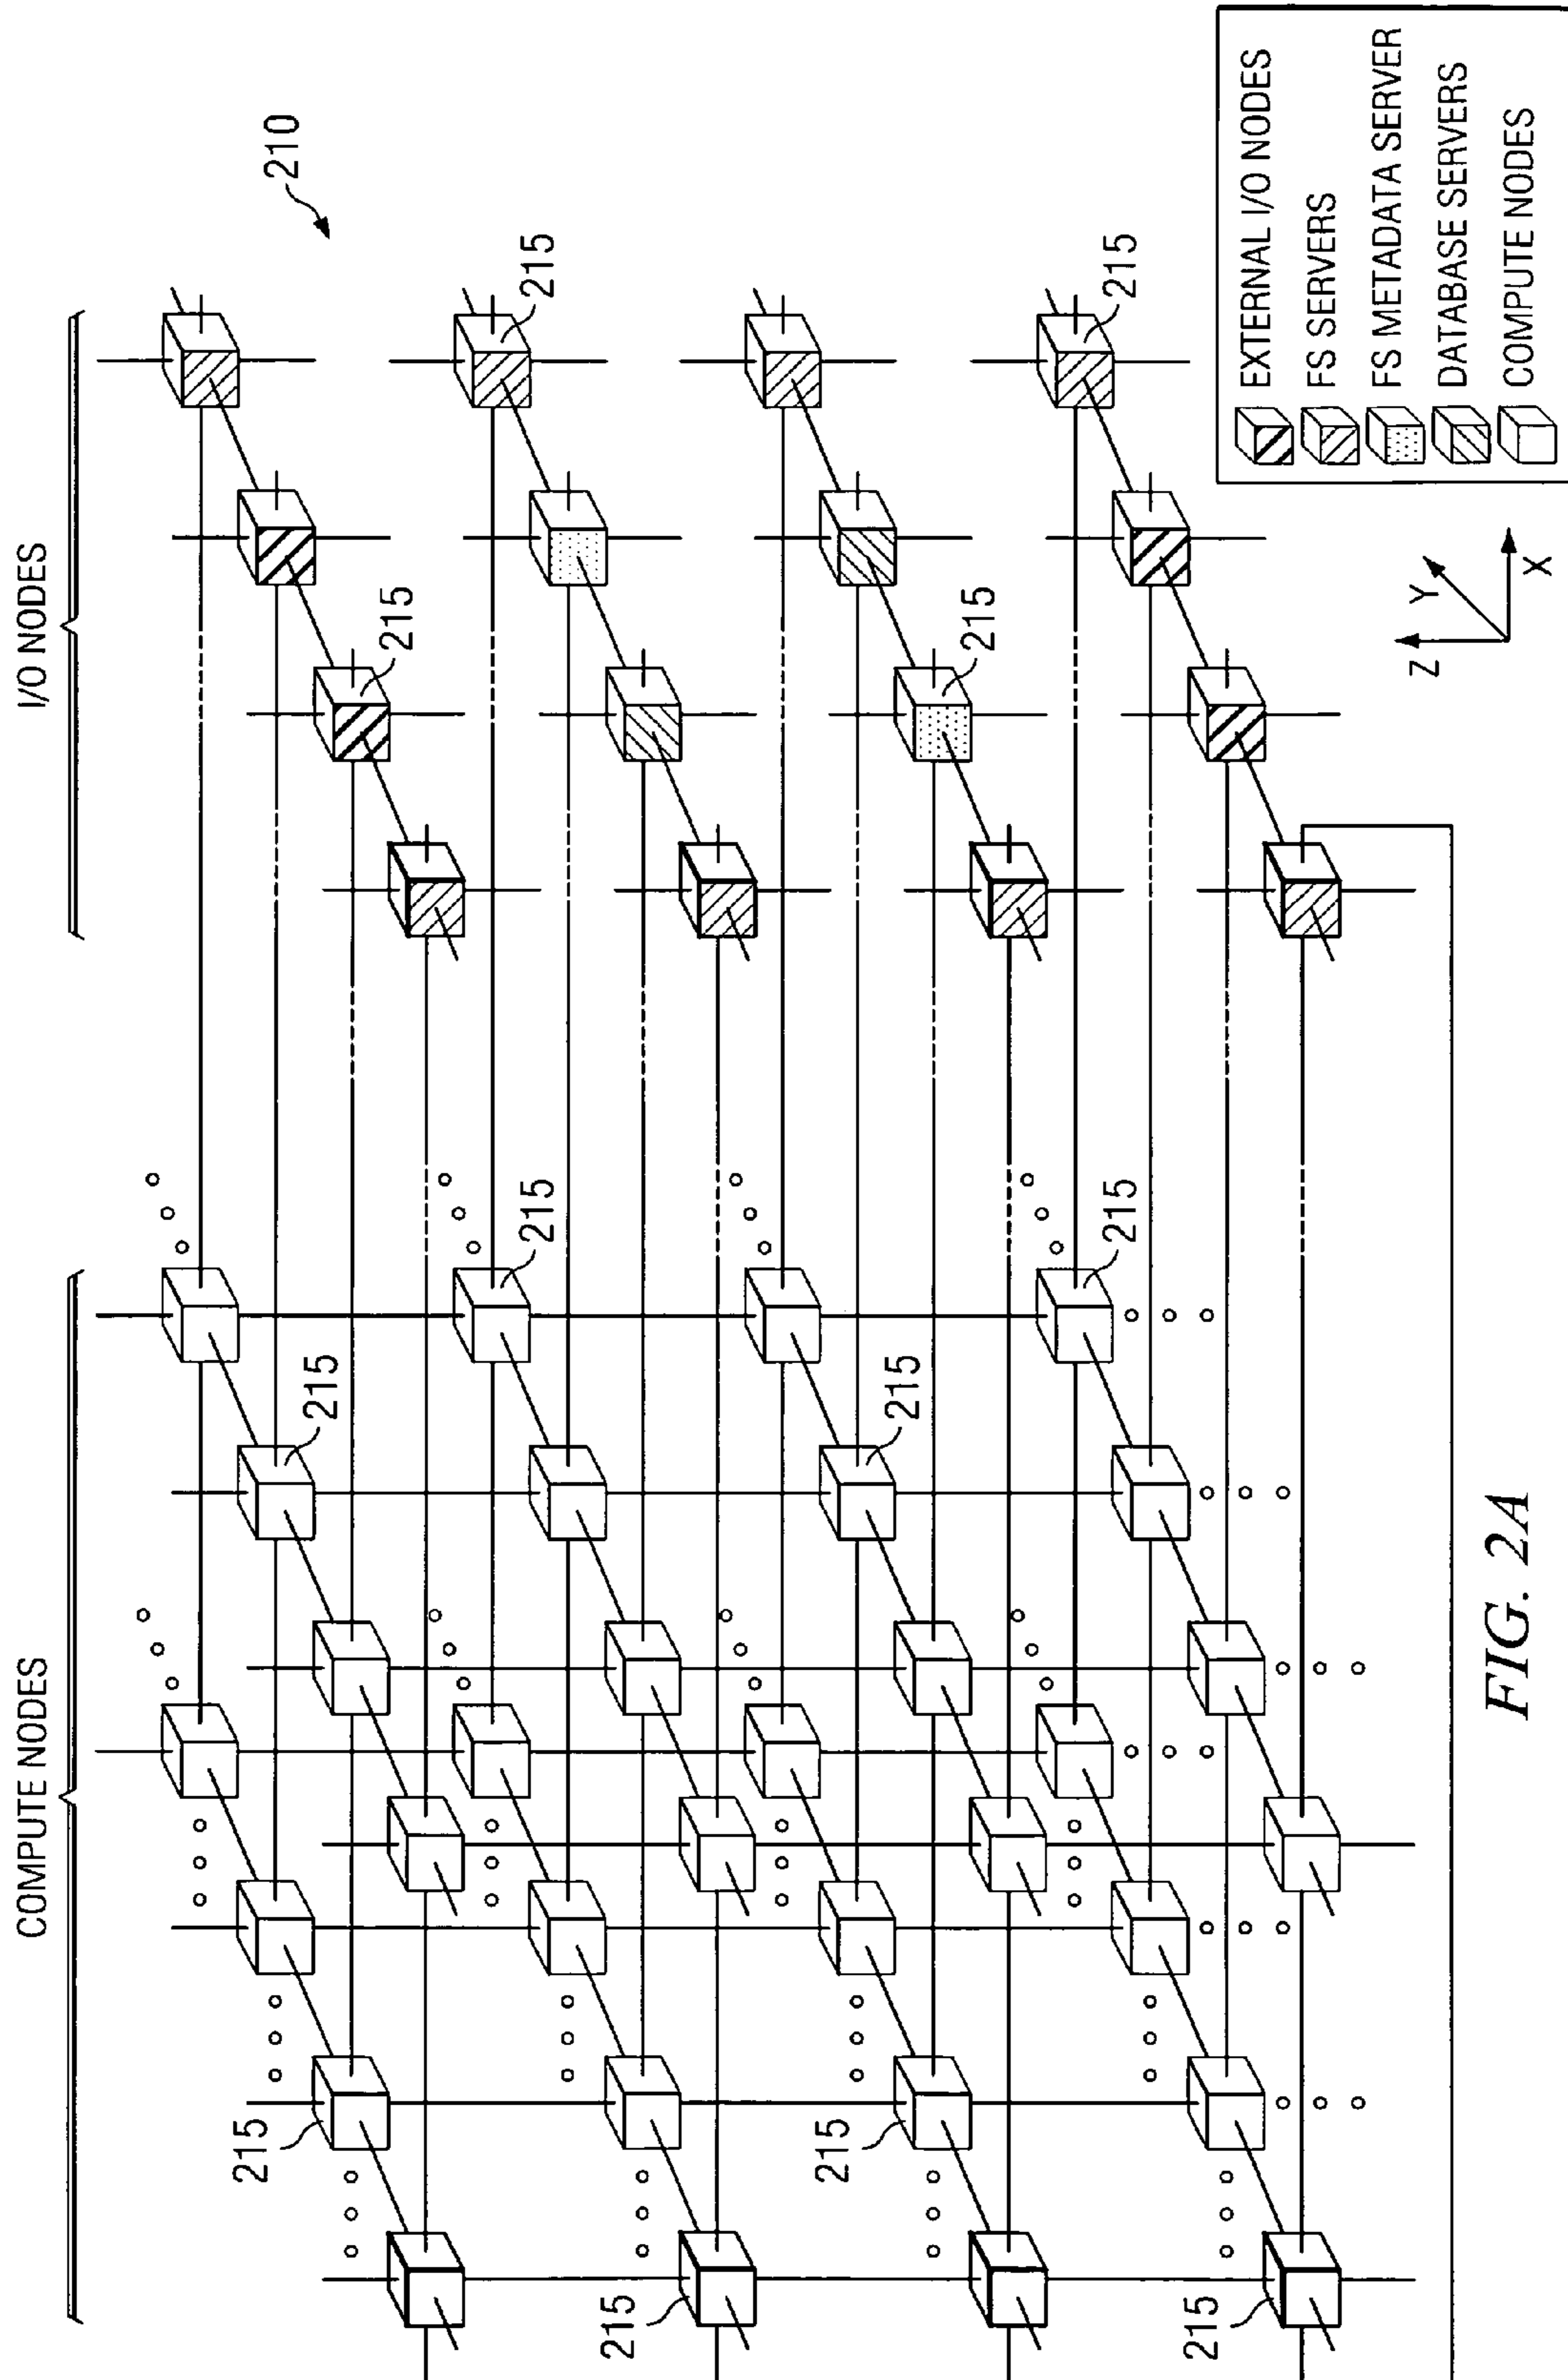 COMPUTE NODES
I/O NODES
215
210
215
215
215
215
215
215
215
215
215
215
215
Z
Y
X
EXTERNAL I/O NODES
FS SERVERS
FS METADATA SERVER
DATABASE SERVERS
COMPUTE NODES
FIG. 2A